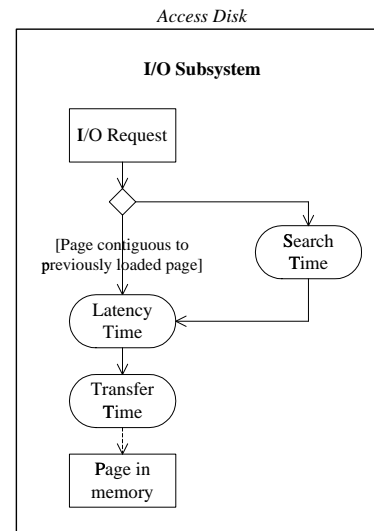 Access Disk
I/O Subsystem
I/O Request
[Page contiguous to
previously loaded page]
Search
Time
Latency
Time
Transfer
Time
Page in
memory